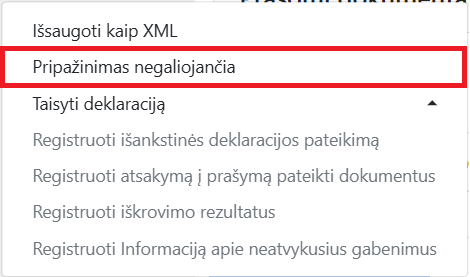 Išsaugoti kaip XML
Pripažinimas negaliojančia
Taisyti deklaraciją
Registruoti išankstinės deklaracijos pateikimą
Registruoti atsakymą į prašymą pateikti dokumentus
Registruoti iškrovimo rezultatus
Registruoti Informaciją apie neatvykusius gabenimus